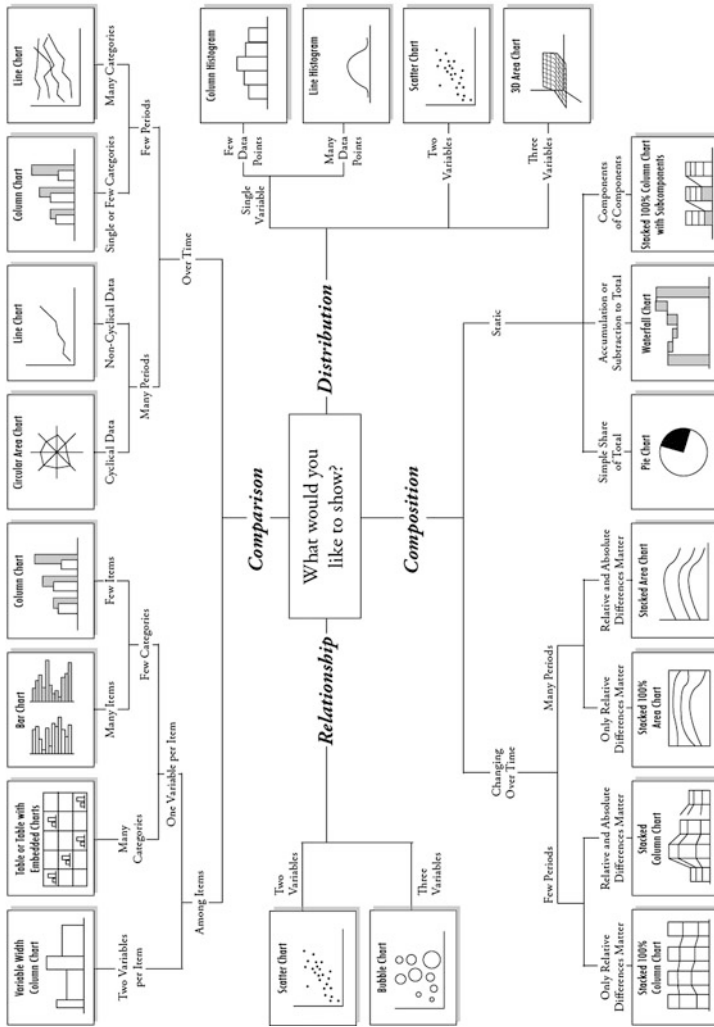 Variable Width
Column Chart
Table or Table with
Embedded Charts
Bar Chart
Column Chart
Circular Area Chart
Line Chart
Column Chart
Line Chart
Two Variables
per Item
Many
Categories
Many Items
Few Items
Cyclical Data
Non-Cyclical Data
Single or Few Categories
Many Categories
Few Categories
Many Periods
Few Periods
One Variable per Item
Among Items
Over Time
Comparison
What would you
like to show?
Relationship
Two
Variables
Scatter Chart
Three
Variables
Bubble Chart
Distribution
Single
Variable
Few
Data
Points
Column Histogram
Many
Data
Points
Line Histogram
Two
Variables
Scatter Chart
Three
Variables
3D Area Chart
Composition
Changing
Over Time
Static
Few Periods
Many Periods
Only Relative
Differences Matter
Relative and Absolute
Differences Matter
Only Relative
Differences Matter
Relative and Absolute
Differences Matter
Simple Share
of Total
Accumulation or
Subtraction to Total
Components
of Components
Stacked 100%
Column Chart
Stacked
Column Chart
Stacked 100%
Area Chart
Stacked Area Chart
Pie Chart
Waterfall Chart
Stacked 100% Column Chart
with Subcomponents